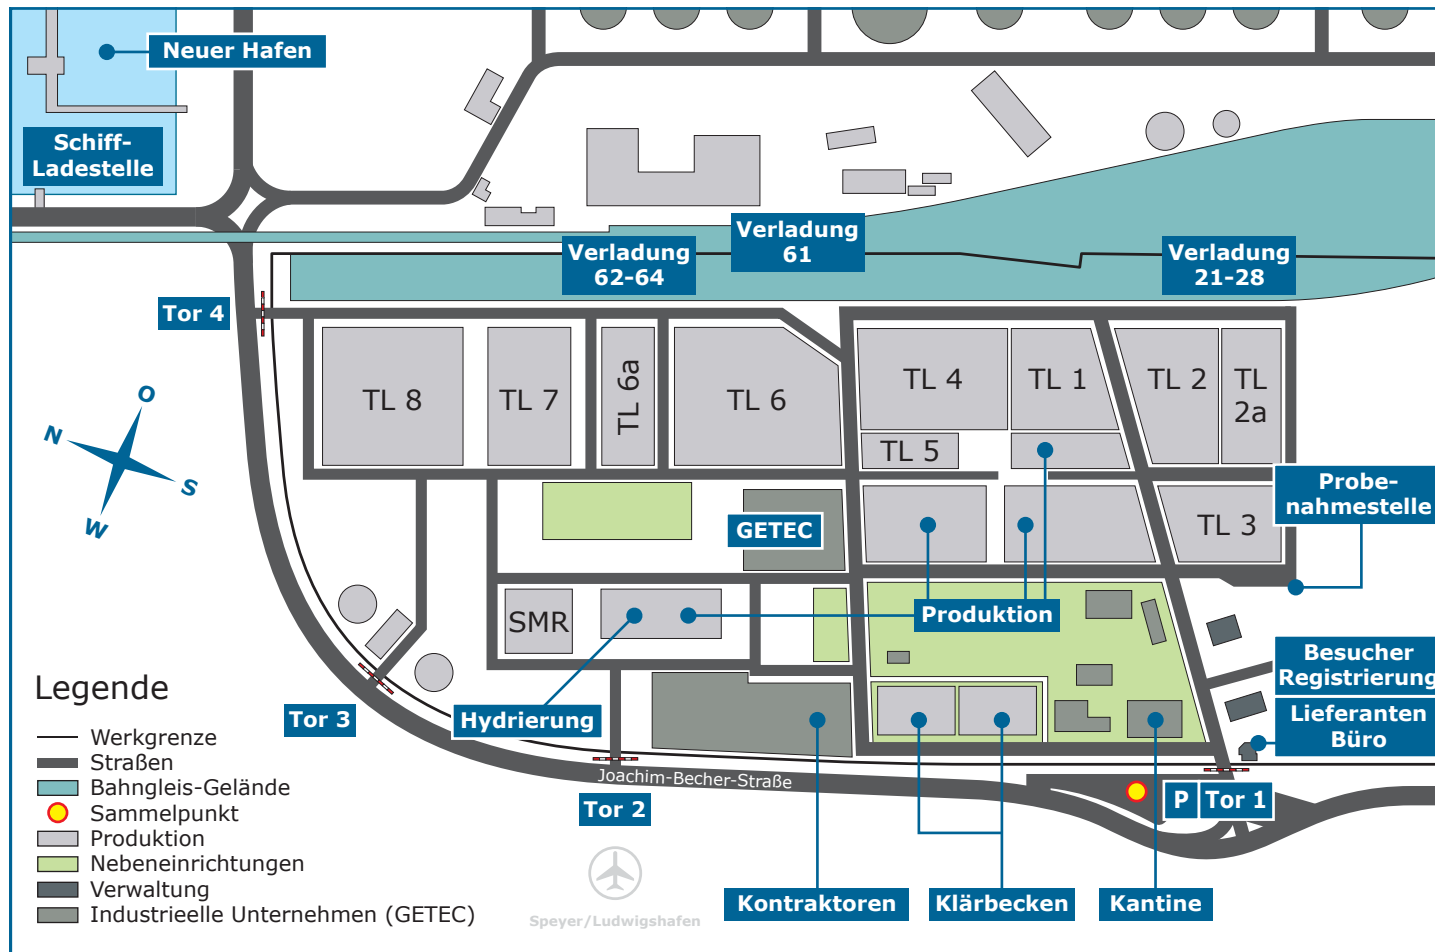 Neuer Hafen
Schiff-
Ladestelle
Verladung
62-64
Verladung
61
Verladung
21-28
Tor 4
TL 8
TL 7
TL 6a
TL 6
TL 4
TL 1
TL 2
TL
2a
TL 5
O
N
S
W
GETEC
TL 3
Probe-
nahmestelle
SMR
Produktion
Besucher
Registrierung
Lieferanten
Büro
Hydrierung
Tor 3
Legende
Werkgrenze
Straßen
Bahngleis-Gelände
Sammelpunkt
Produktion
Nebeneinrichtungen
Verwaltung
Industrieelle Unternehmen (GETEC)
Joachim-Becher-Straße
Tor 2
P
Tor 1
Speyer/Ludwigshafen
Kontraktoren
Klärbecken
Kantine